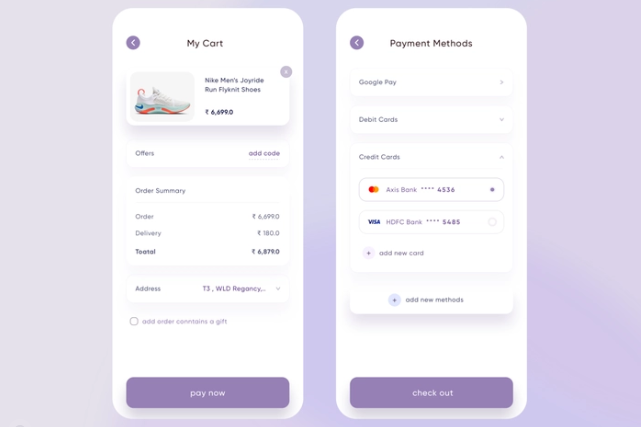 My Cart
Nike Men's Joyride
Run Flyknit Shoes
₹ 6,699.0
Offers
add code
Order Summary
Order
₹ 6,699.0
Delivery
₹ 180.0
Toatal
₹ 6,879.0
Address
T3 , WLD Regancy,..
add order conntains a gift
pay now
Payment Methods
Google Pay
Debit Cards
Credit Cards
Axis Bank **** 4536
VISA HDFC Bank **** 5485
+ add new card
+ add new methods
check out